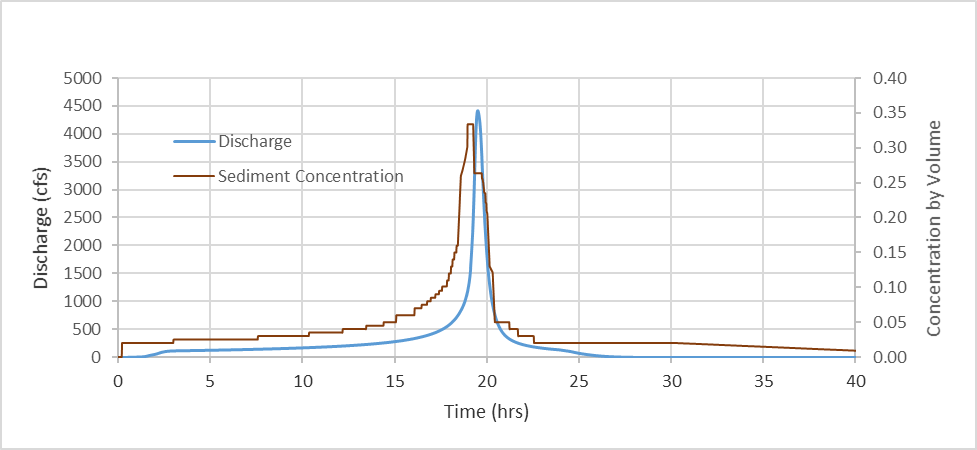 5000 0.40
4500 0.35
4000 Discharge 0.30
3500 Sediment Concentration 0.25
3000
2500 0.20
2000 0.15
1500
1000 0.10
500 0.05
0 0.00
0 5 10 15 20 25 30 35 40
Time (hrs)
Discharge (cfs)
Concentration by Volume